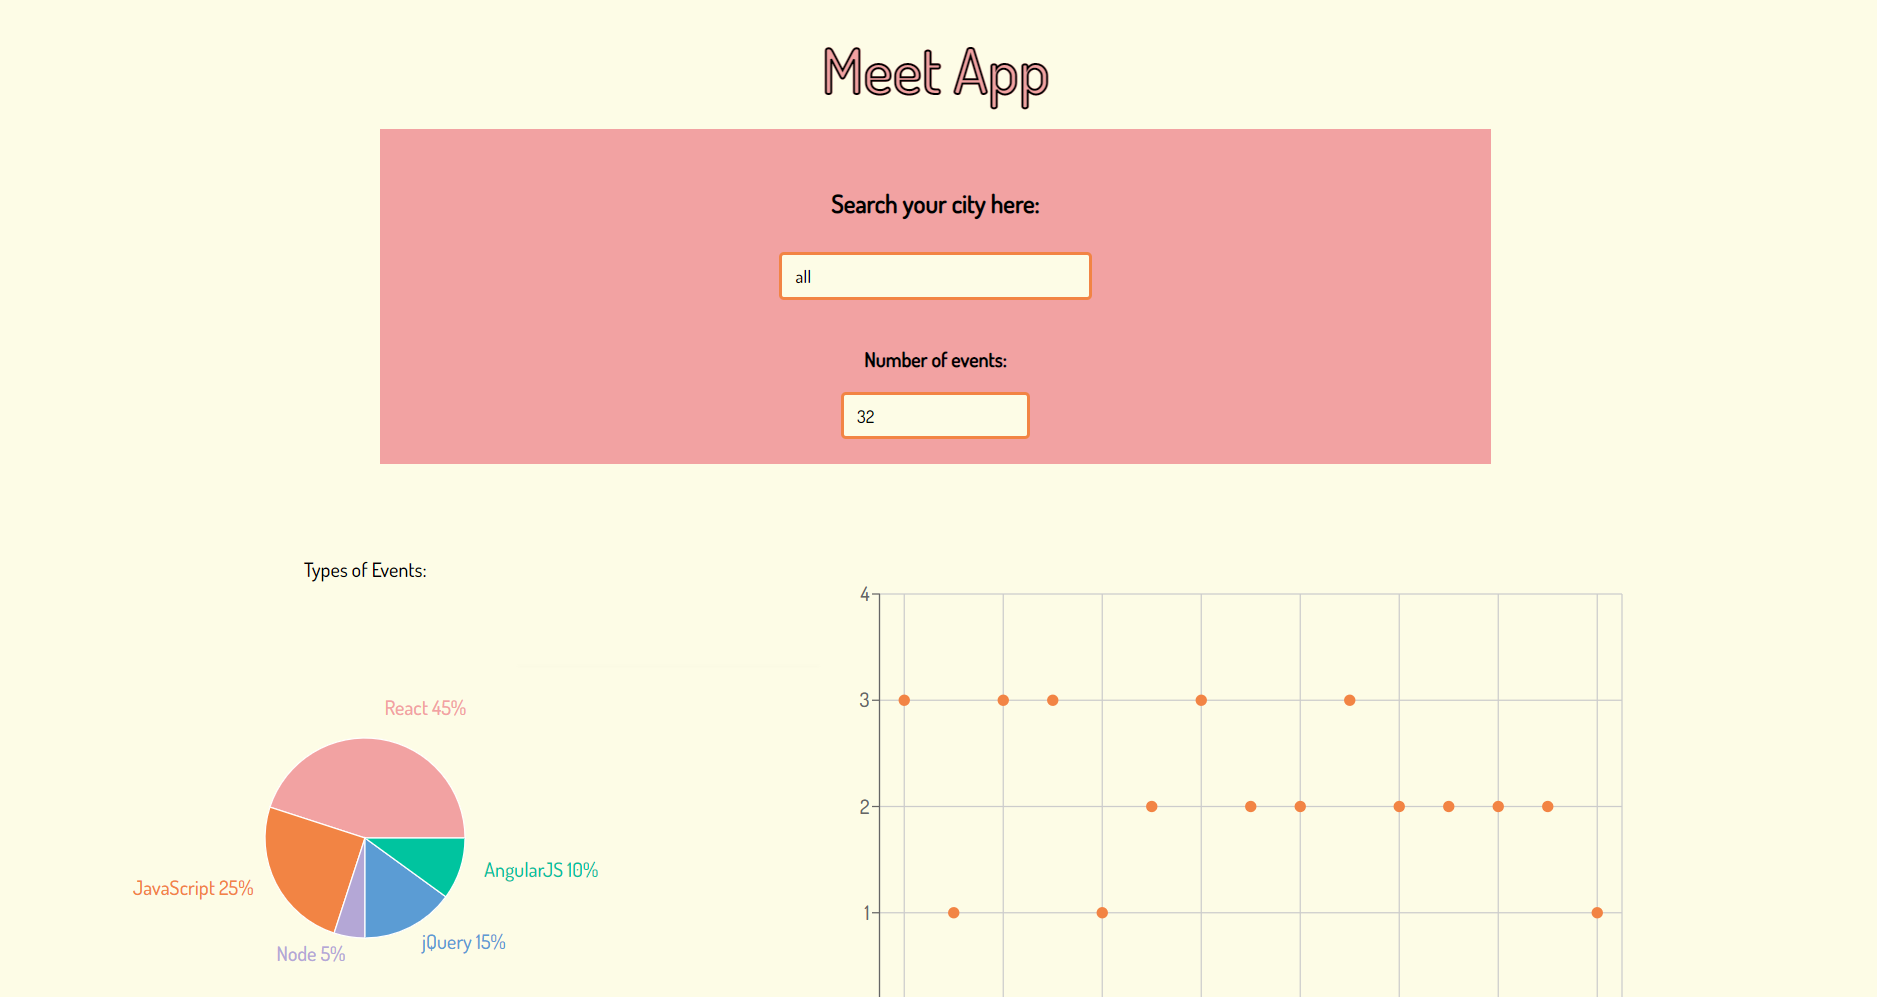 Meet App
Search your city here:
all
Number of events:
32
Types of Events:
React 45%
JavaScript 25%
AngularJS 10%
Node 5%
jQuery 15%
4
3
2
1